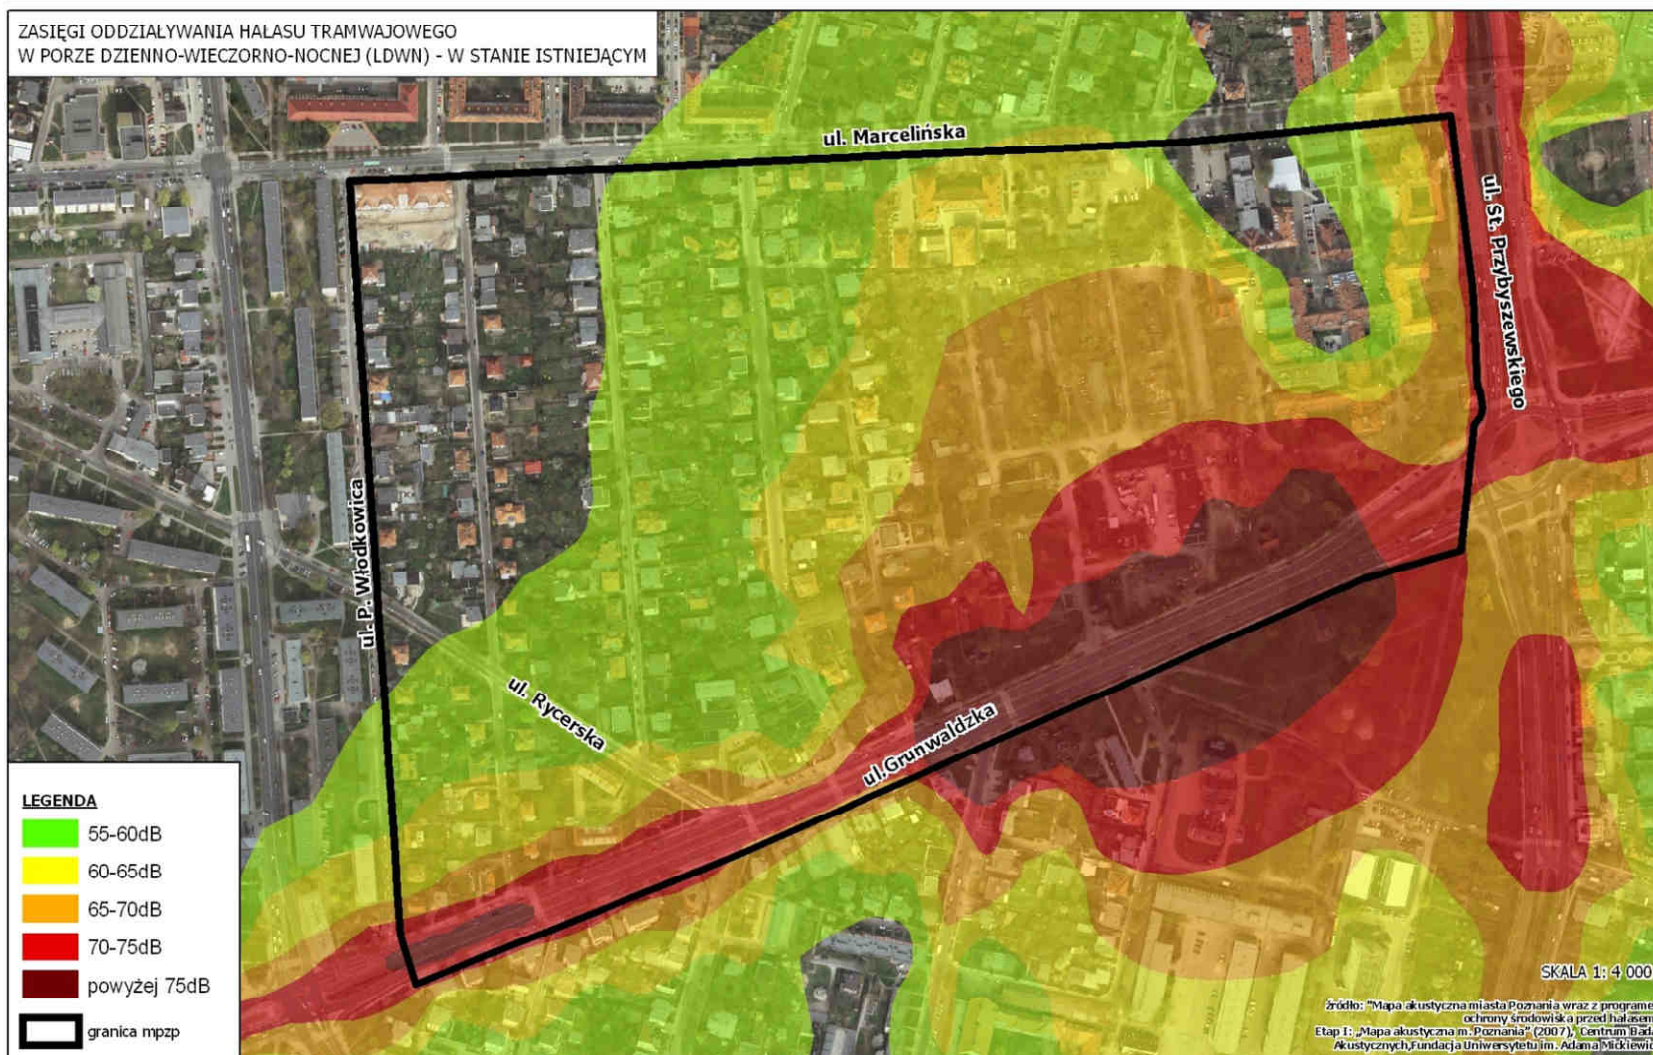 ZASIĘGI ODDZIAŁYWANIA HAŁASU TRAMWAJOWEGO
W PORZE DZIENNO-WIECZORNO-NOCNEJ (LDWN) - W STANIE ISTNIEJĄCYM
ul. Marcelińska
ul. St. Przybyszewskiego
ul. P. Włodkowica
ul. Rycerska
ul.Grunwaldzka
LEGENDA
55-60dB
60-65dB
65-70dB
70-75dB
powyżej 75dB
granica mpzp
SKALA 1: 4 000
źródło: "Mapa akustyczna miasta Poznania wraz z programe
ochrony środowiska przed hałasem
Etap I: „Mapa akustyczna m. Poznania" (2007), Centrum Bada
Akustycznych,Fundacja Uniwersytetu im. Adama Mickiewic